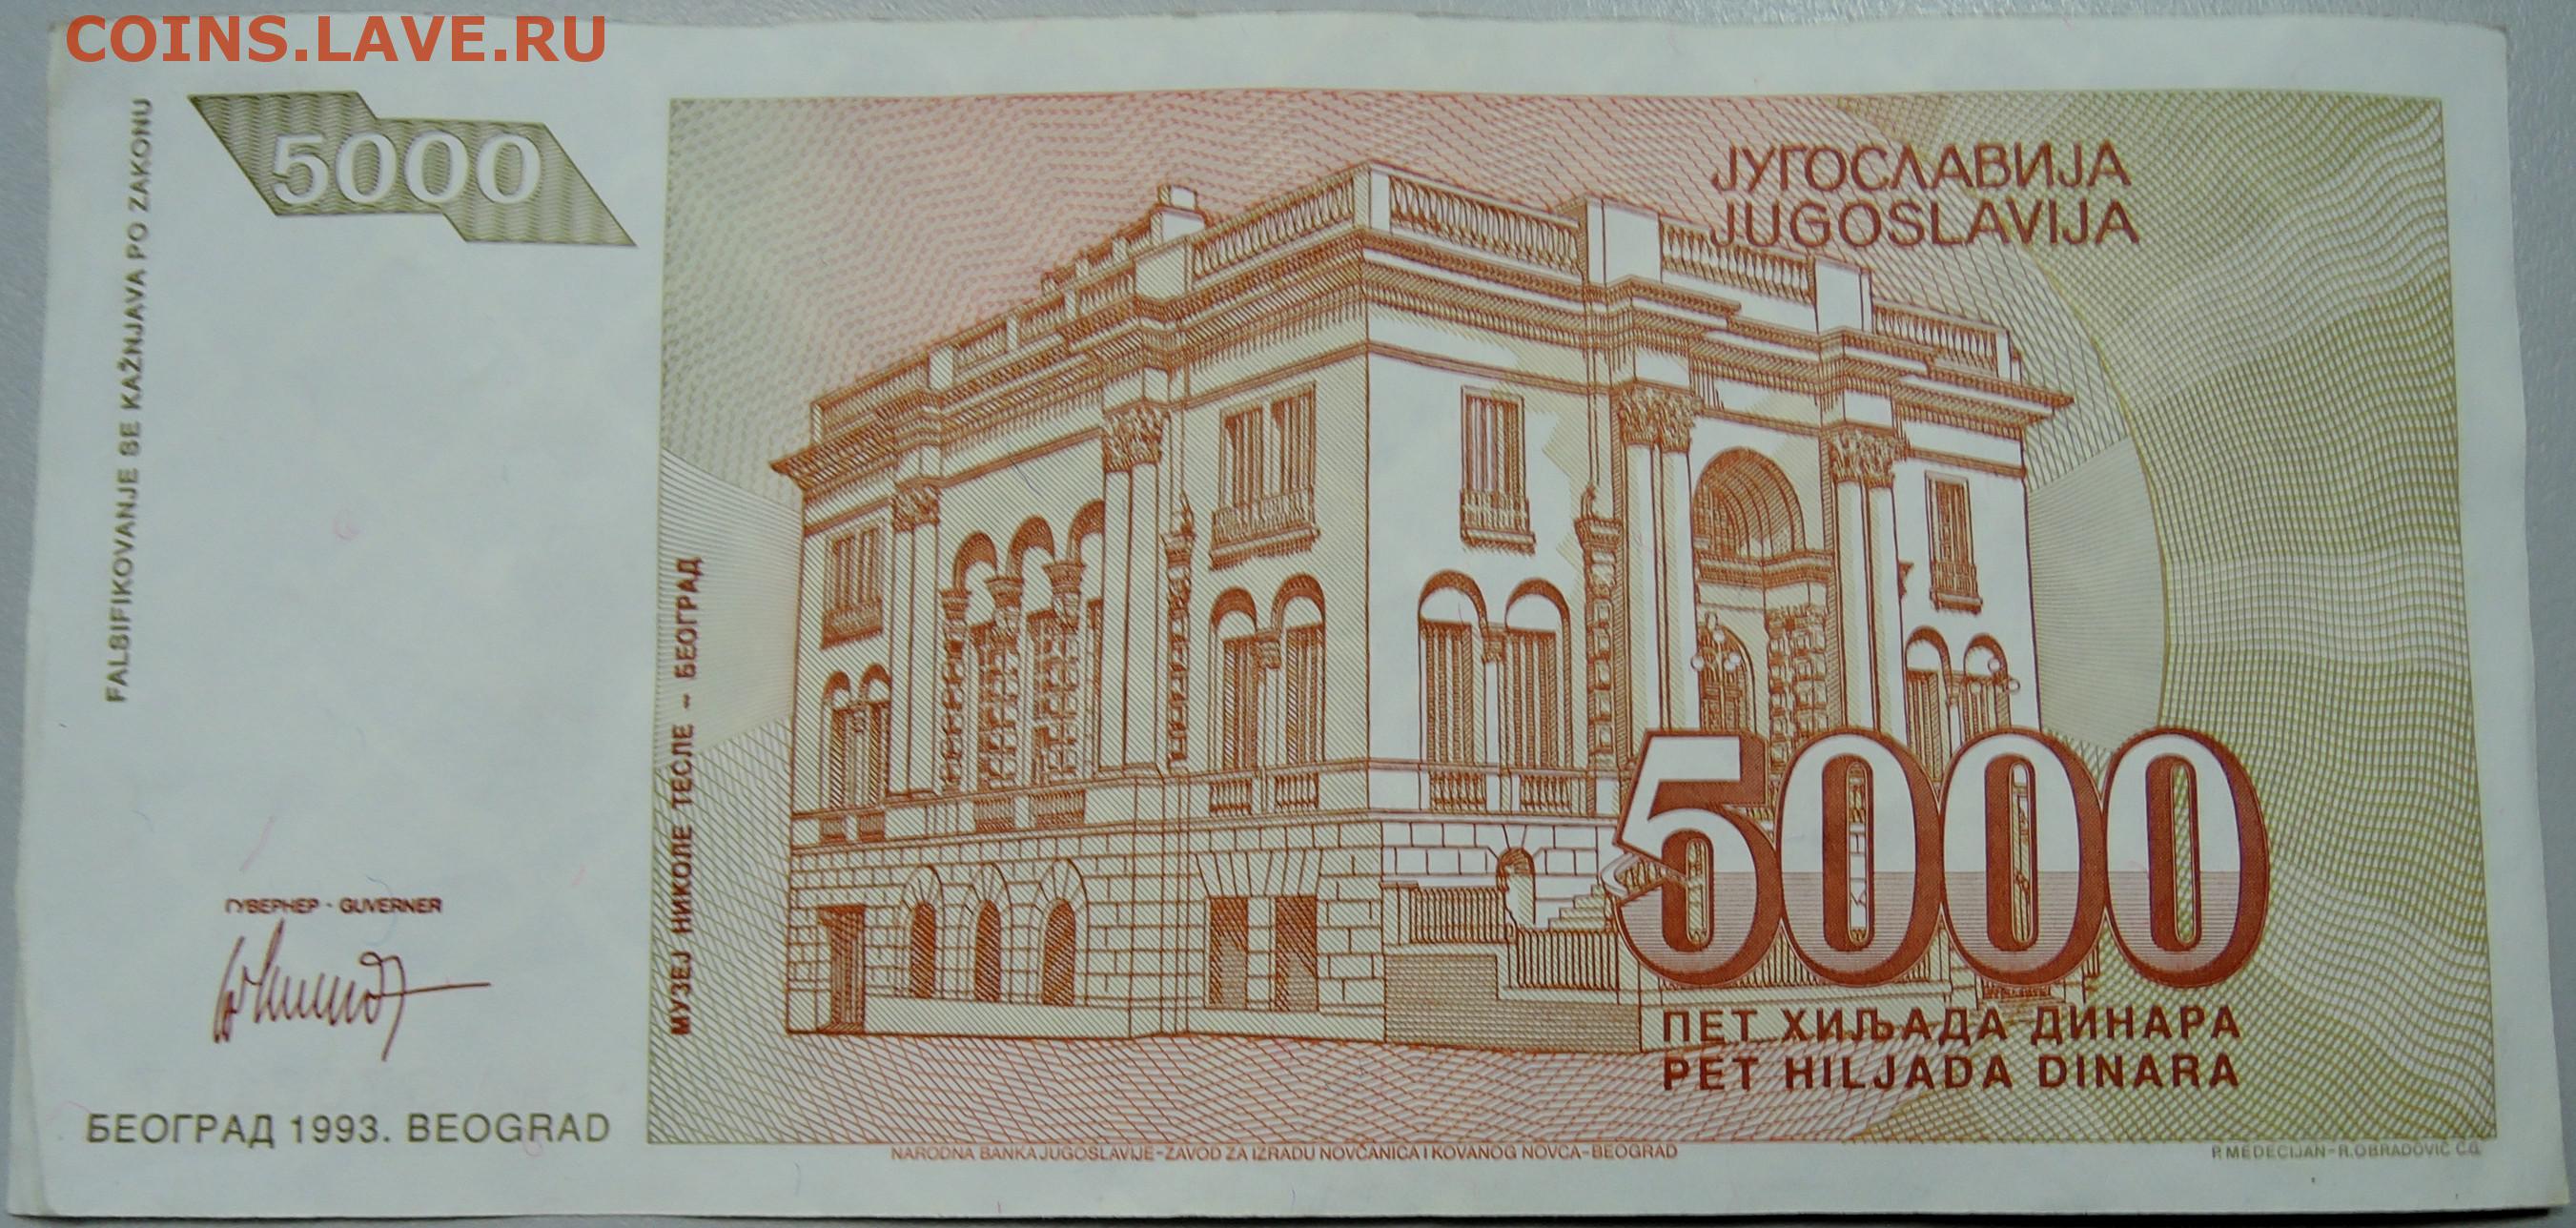 COINS.LAVE.RU
5000
FALSIFIKOVANJE SE KAŽNJAVA PO ZAKONU
ЈУГОСЛАВИЈА
JUGOSLAVIJA
МУЗЕЈ НИКОЛЕ ТЕСЛЕ – БЕОГРАД
5000
ПЕТ ХИЉАДА ДИНАРА
PET HILJADA DINARA
ГУВЕРНЕР - GUVERNER
БЕОГРАД 1993. BEOGRAD
NARODNA BANKA JUGOSLAVIJE-ZAVOD ZA IZRADU NOVČANICA I KOVANOG NOVCA-BEOGRAD
P. MEDECIJAN-R. OBRADOVIĆ